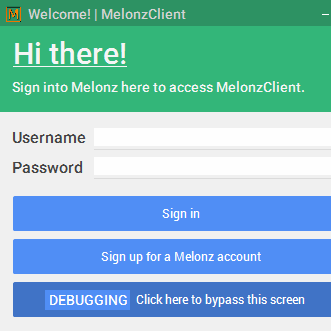 Welcome! | MelonzClient
Hi there!
Sign into Melonz here to access MelonzClient.
Username
Password
Sign in
Sign up for a Melonz account
DEBUGGING Click here to bypass this screen